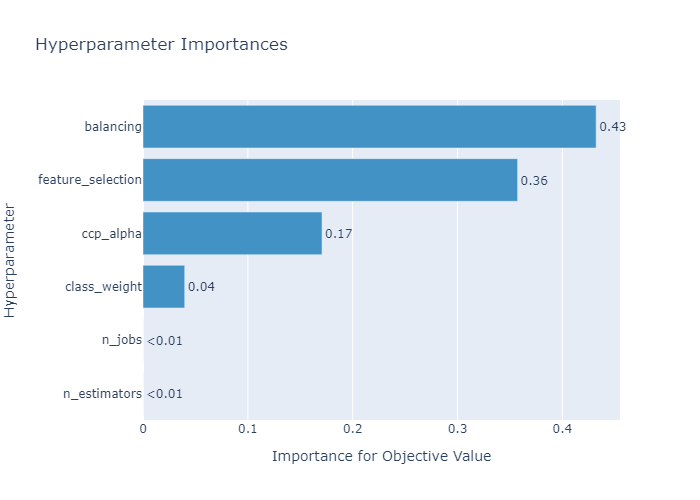 Hyperparameter Importances
Hyperparameter
balancing 0.43
feature_selection 0.36
ccp_alpha 0.17
class_weight 0.04
n_jobs <0.01
n_estimators <0.01
0 0.1 0.2 0.3 0.4
Importance for Objective Value